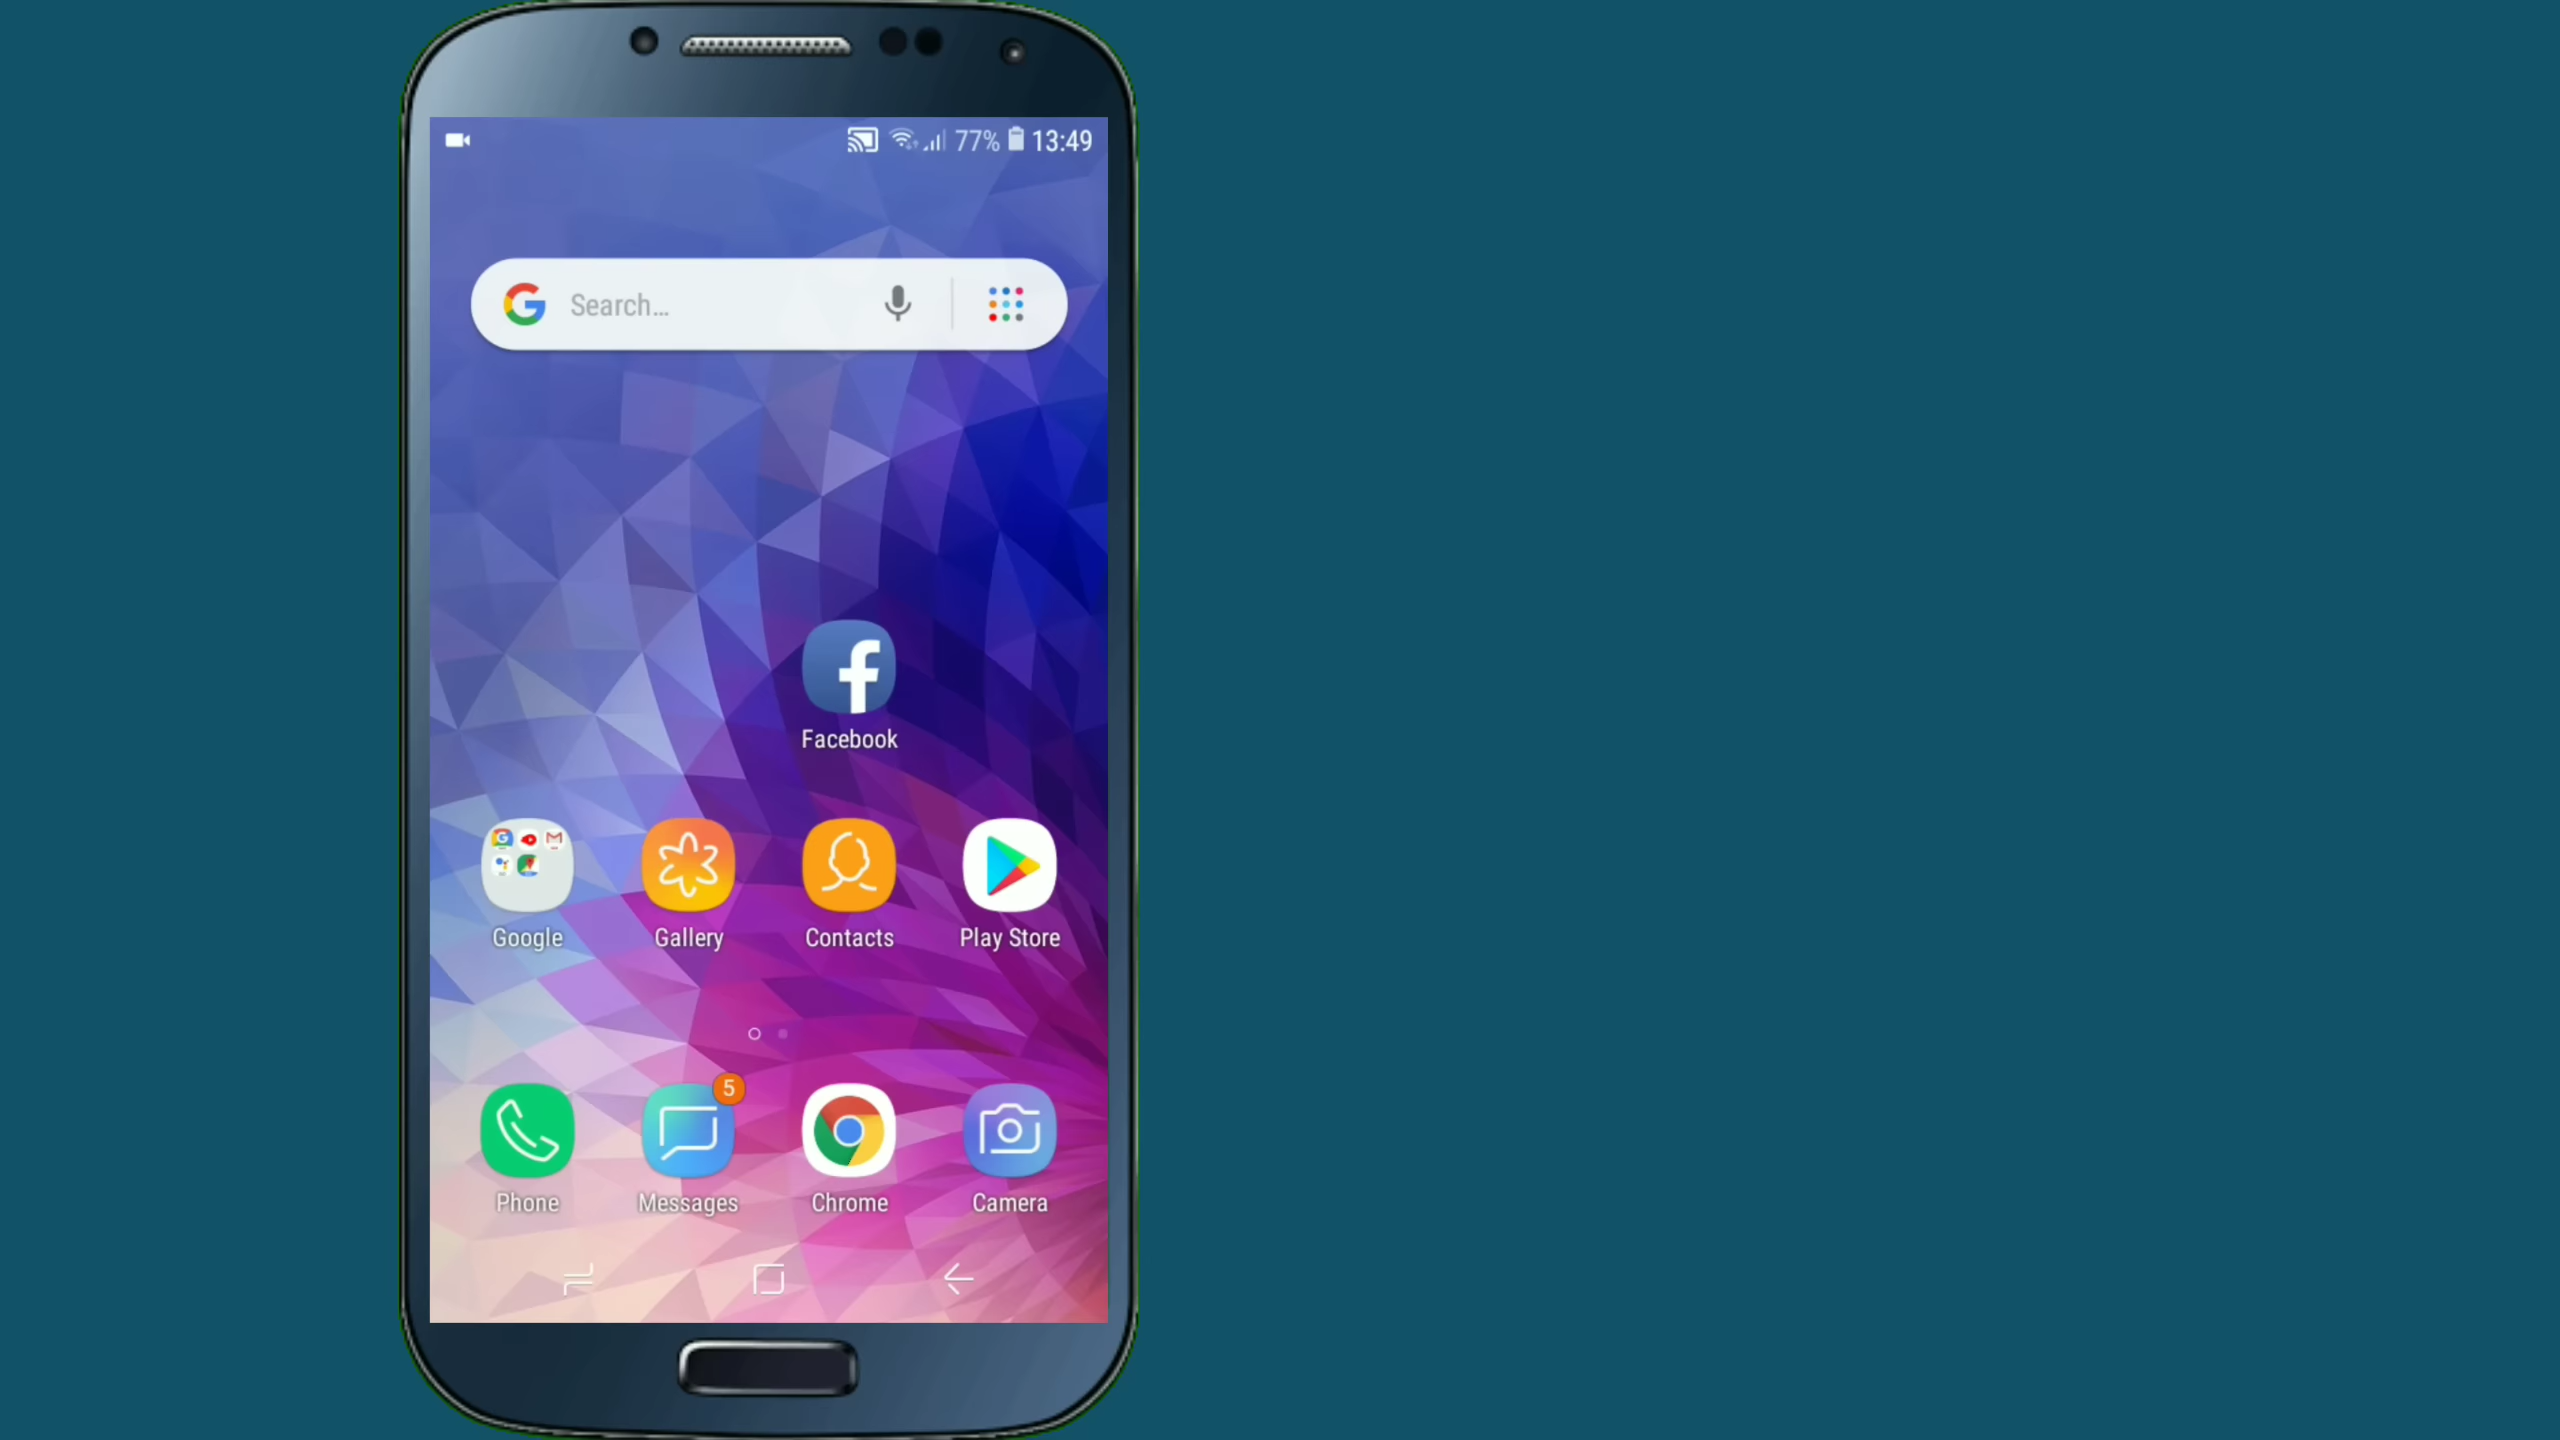 77% 13:49
Search...
Facebook
Google Gallery Contacts Play Store
5
Phone Messages Chrome Camera